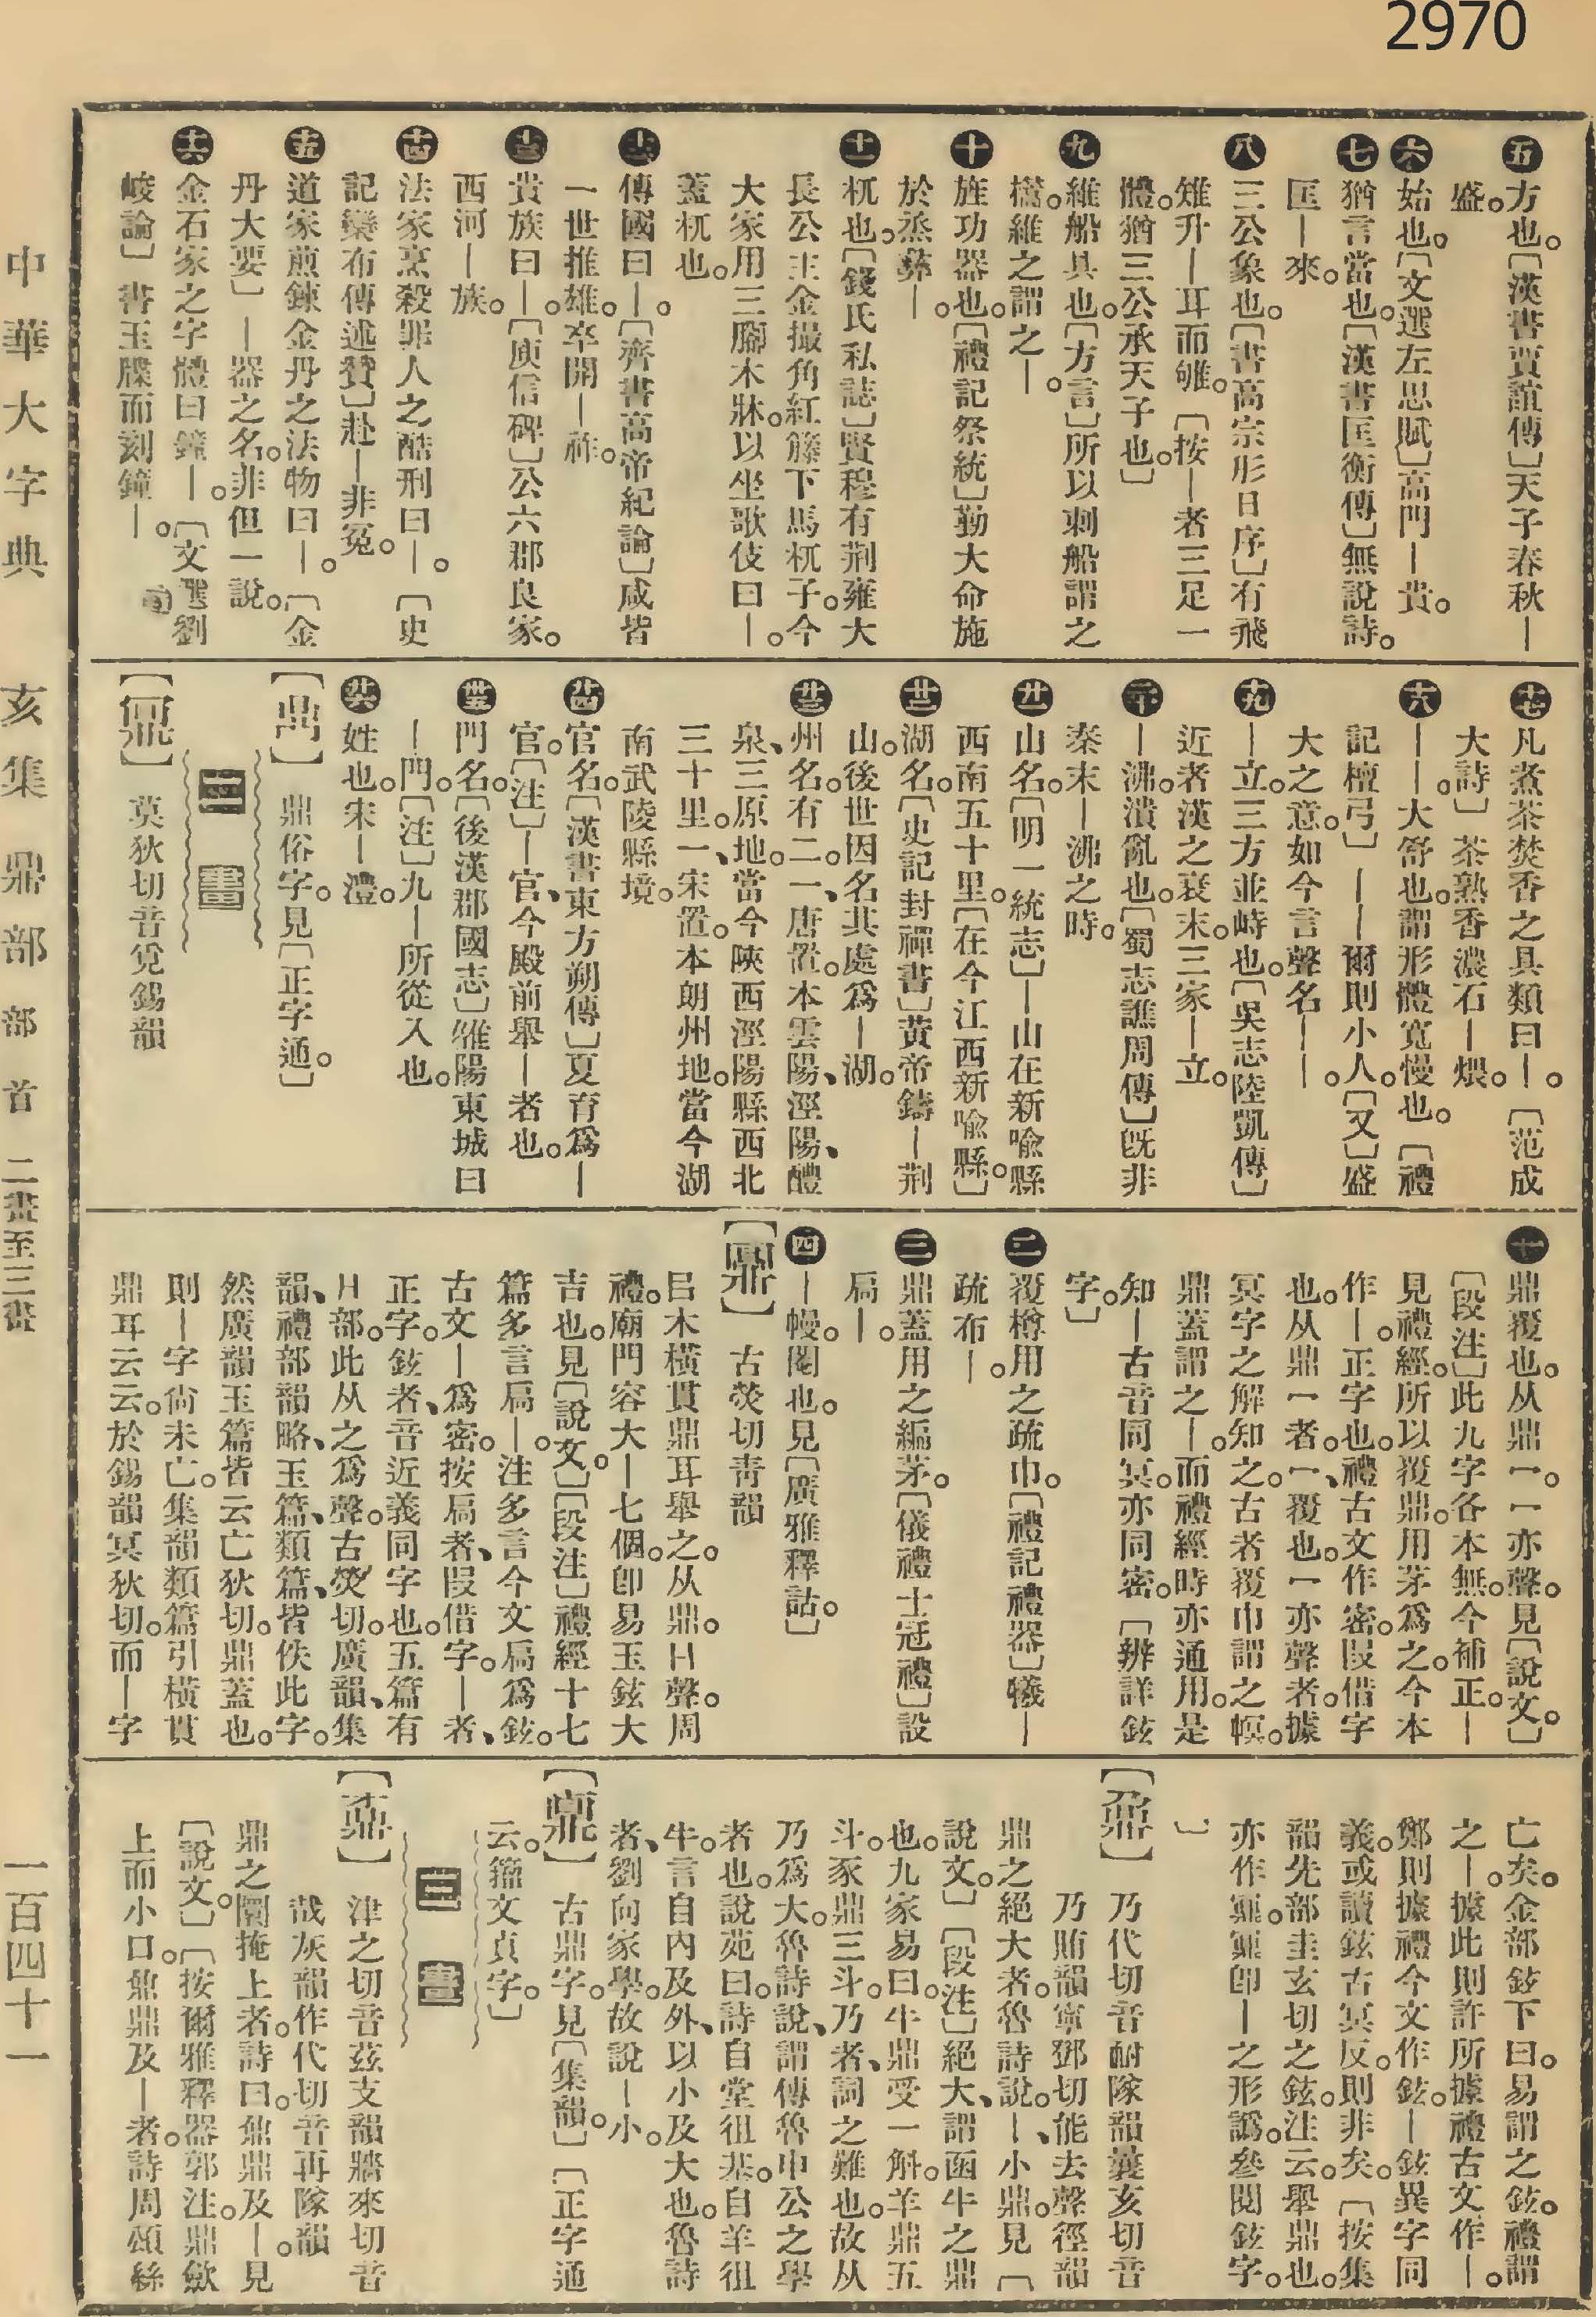 2970
五 方也。〔漢書賈誼傳〕天子春秋—
盛。
六 始也。〔文選左思賦〕高門—貴。
七 猶言當也。〔漢書匡衡傳〕無說詩。
匡—來。
八 三公象也。〔書高宗肜日序〕有飛
雉升—耳而雊。〔按—者三足一
體。猶三公承天子也。〕
九 維船具也。〔方言〕所以刺船謂之
檥。維之謂之—。
十 旌功器也。〔禮記祭統〕勤大命施
於烝彝—。
十一 杌也。〔錢氏私誌〕賢穆有荆雍大
長公主金撮角紅藤下馬杌子。今
大家用三腳木牀。以坐歌伎曰—。
蓋杌也。
十二 傳國曰—。〔齊書高帝紀論〕咸皆
一世推雄。卒開—祚。
十三 貴族曰—。〔庾信碑〕公六郡良家。
西河—族。
十四 法家烹殺罪人之酷刑曰—。〔史
記欒布傳述贊〕赴—非冤。
十五 道家煎鍊金丹之法物曰—。〔金
丹大要〕—器之名。非但一說。
十六 金石家之字體曰鐘—。〔文選劉
峻論〕書玉牒而刻鐘—。
十七 凡煮茶焚香之具類曰—。〔范成
大詩〕茶熟香濃石—煨。
十八 ——大舒也。謂形體寬慢也。〔禮
記檀弓〕——爾則小人。〔又〕盛
大之意。如今言聲名——。
十九 —立。三方並峙也。〔吳志陸凱傳〕
近者漢之衰末。三家—立。
二十 —沸。潰亂也。〔蜀志譙周傳〕旣非
秦末—沸之時。
廿一 山名。〔明一統志〕—山在新喩縣
西南五十里。〔在今江西新喩縣。〕
廿二 湖名。〔史記封禪書〕黃帝鑄—荆
山。後世因名其處爲—湖。
廿三 州名。有二。一、唐置。本雲陽、涇陽、醴
泉、三原地。當今陝西涇陽縣西北
三十里。一、宋置。本朗州地。當今湖
南武陵縣境。
廿四 官名。〔漢書東方朔傳〕夏育爲—
官。〔注〕—官、今殿前舉—者也。
廿五 門名。〔後漢郡國志〕雒陽東城曰
—門。〔注〕九—所從入也。
廿六 姓也。宋—澧。
〔鼑〕 鼎俗字。見〔正字通。〕
二畫
〔鼏〕 莫狄切音覓錫韻
一 鼎覆也。从鼎冖。冖亦聲。見〔說文。〕
〔段注〕此九字各本無。今補正。—
見禮經。所以覆鼎。用茅爲之。今本
作—。正字也。禮古文作密。叚借字
也。从鼎冖者。冖、覆也。冖亦聲者。據
冥字之解知之。古者覆巾謂之幎。
鼎蓋謂之—。而禮經時亦通用。是
知—古音同冥。亦同密。〔辨詳鉉
字。〕
二 覆樽用之疏巾。〔禮記禮器〕犧—
疏布—。
三 鼎蓋用之編茅。〔儀禮士冠禮〕設
扃—。
四 —幔。闇也。見〔廣雅釋詁。〕
〔鼏〕 古熒切靑韻
㠯木橫貫鼎耳舉之。从鼎。冂聲。周
禮。廟門容大—七個。卽易玉鉉大
吉也。見〔說文。〕〔段注〕禮經十七
篇多言扃—。注多言今文扃爲鉉。
古文—爲密。按扃者、叚借字。—者、
正字。鉉者、音近義同字也。五篇有
冂部。此从之爲聲。古熒切。廣韻、集
韻、禮部韻略、玉篇、類篇、皆佚此字。
然廣韻玉篇皆云亡狄切。鼎蓋也。
則—字尙未亡。集韻類篇引橫貫
鼎耳云云。於錫韻冥狄切。而—字
亡矣。金部鉉下曰。易謂之鉉。禮謂
之—。據此則許所據禮古文作—。
鄭則據禮今文作鉉。—鉉異字同
義。或讀鉉古冥反。則非矣。〔按集
韻先部圭玄切之鉉。注云。舉鼎也。
亦作鼏。鼏卽—之形譌。參閱鉉字。
〕
〔鼐〕 乃代切音耐隊韻囊亥切音
乃賄韻寧鄧切能去聲徑韻
鼎之絕大者。魯詩說。—、小鼎。見〔
說文。〕〔段注〕絕大、謂函牛之鼎
也。九家易曰。牛鼎受一斛。羊鼎五
斗。豕鼎三斗。乃者、詞之難也。故从
乃爲大。魯詩說、謂傳魯申公之學
者也。說苑曰。詩自堂徂基。自羊徂
牛。言自內及外、以小及大也。魯詩
者、劉向家學。故說—小。
古鼎字。見〔集韻。〕〔正字通
云。籀文貞字。〕
三畫
〔鼒〕 津之切音茲支韻牆來切音
哉灰韻作代切音再隊韻
鼎之圜掩上者。詩曰。鼐鼎及—。見
〔說文。〕〔按爾雅釋器郭注。鼎斂
上而小口。鼐鼎及—者。詩周頌絲
中華大字典 亥集 鼎部 部首 二畫至三畫 一百四十一